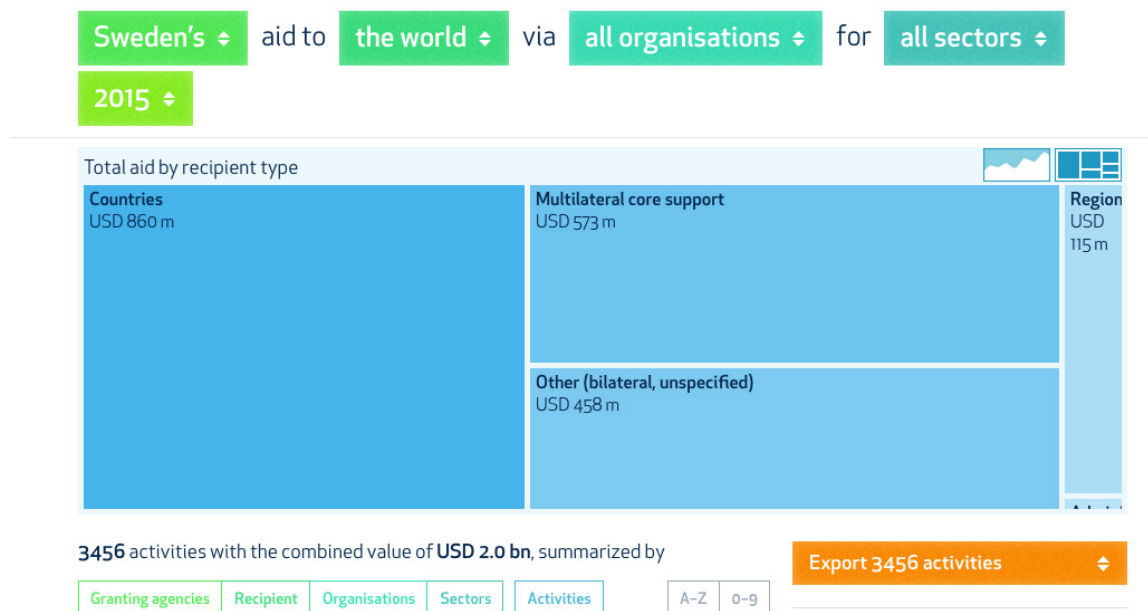 Sweden's aid to the world via all organisations for all sectors
2015
Total aid by recipient type
Countries
USD 860 m
Multilateral core support
USD 573 m
Region
USD
115 m
Other (bilateral, unspecified)
USD 458 m
3456 activities with the combined value of USD 2.0 bn, summarized by
Export 3456 activities
Granting agencies Recipient Organisations Sectors Activities A–Z 0–9